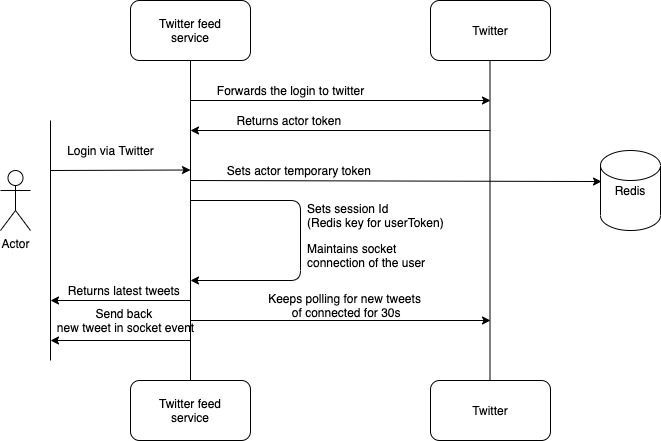 Twitter feed
service
Twitter
Forwards the login to twitter
Returns actor token
Login via Twitter
Sets actor temporary token
Redis
Actor
Sets session Id
(Redis key for userToken)
Maintains socket
connection of the user
Returns latest tweets
Keeps polling for new tweets
of connected for 30s
Send back
new tweet in socket event
Twitter feed
service
Twitter